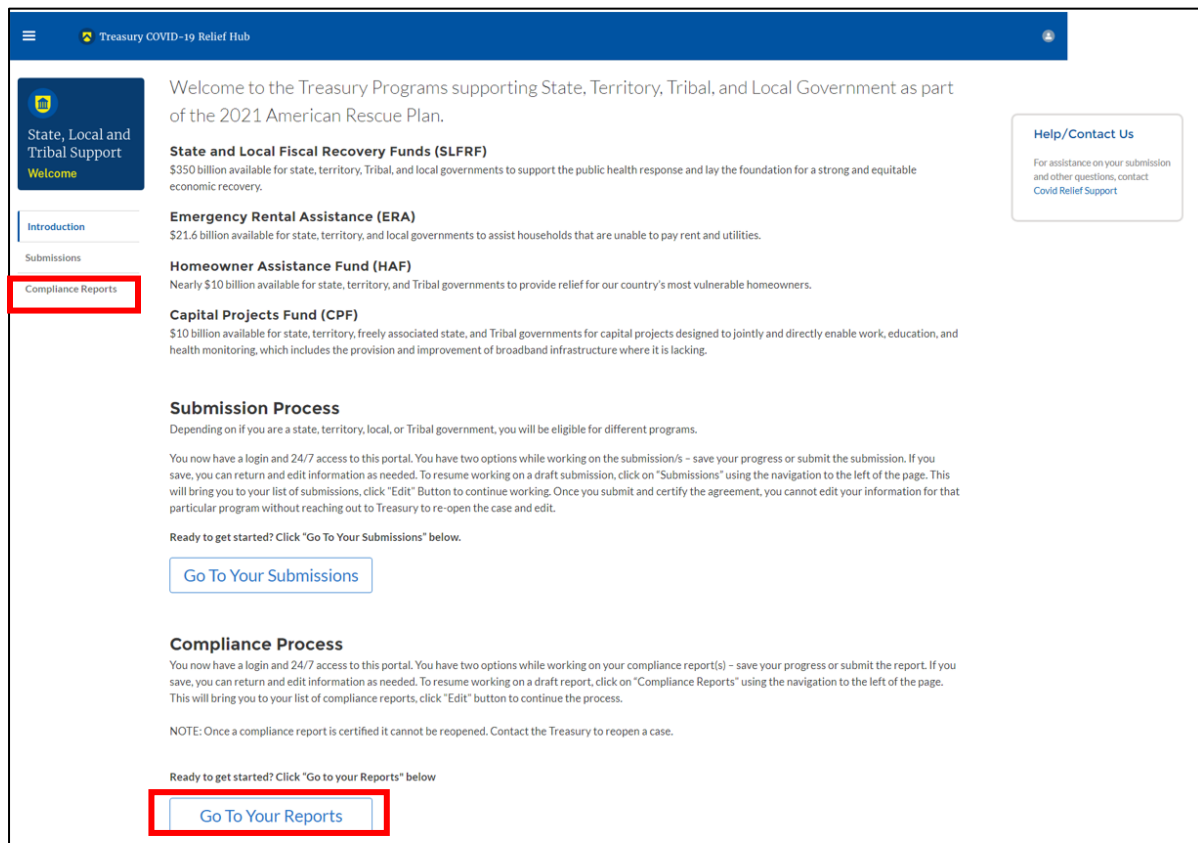 Treasury COVID-19 Relief Hub
State, Local and
Tribal Support
Welcome
Introduction
Submissions
Compliance Reports
Welcome to the Treasury Programs supporting State, Territory, Tribal, and Local Government as part
of the 2021 American Rescue Plan.
State and Local Fiscal Recovery Funds (SLFRF)
$350 billion available for state, territory, Tribal, and local governments to support the public health response and lay the foundation for a strong and equitable
economic recovery.
Emergency Rental Assistance (ERA)
$21.6 billion available for state, territory, and local governments to assist households that are unable to pay rent and utilities.
Homeowner Assistance Fund (HAF)
Nearly $10 billion available for state, territory, and Tribal governments to provide relief for our country's most vulnerable homeowners.
Capital Projects Fund (CPF)
$10 billion available for state, territory, freely associated state, and Tribal governments for capital projects designed to jointly and directly enable work, education, and
health monitoring, which includes the provision and improvement of broadband infrastructure where it is lacking.
Submission Process
Depending on if you are a state, territory, local, or Tribal government, you will be eligible for different programs.
You now have a login and 24/7 access to this portal. You have two options while working on the submission/s – save your progress or submit the submission. If you
save, you can return and edit information as needed. To resume working on a draft submission, click on "Submissions" using the navigation to the left of the page. This
will bring you to your list of submissions, click "Edit" Button to continue working. Once you submit and certify the agreement, you cannot edit your information for that
particular program without reaching out to Treasury to re-open the case and edit.
Ready to get started? Click "Go To Your Submissions" below.
Go To Your Submissions
Compliance Process
You now have a login and 24/7 access to this portal. You have two options while working on your compliance report(s) – save your progress or submit the report. If you
save, you can return and edit information as needed. To resume working on a draft report, click on "Compliance Reports" using the navigation to the left of the page.
This will bring you to your list of compliance reports, click "Edit" button to continue the process.
NOTE: Once a compliance report is certified it cannot be reopened. Contact the Treasury to reopen a case.
Ready to get started? Click "Go to your Reports" below
Go To Your Reports
Help/Contact Us
For assistance on your submission
and other questions, contact
Covid Relief Support